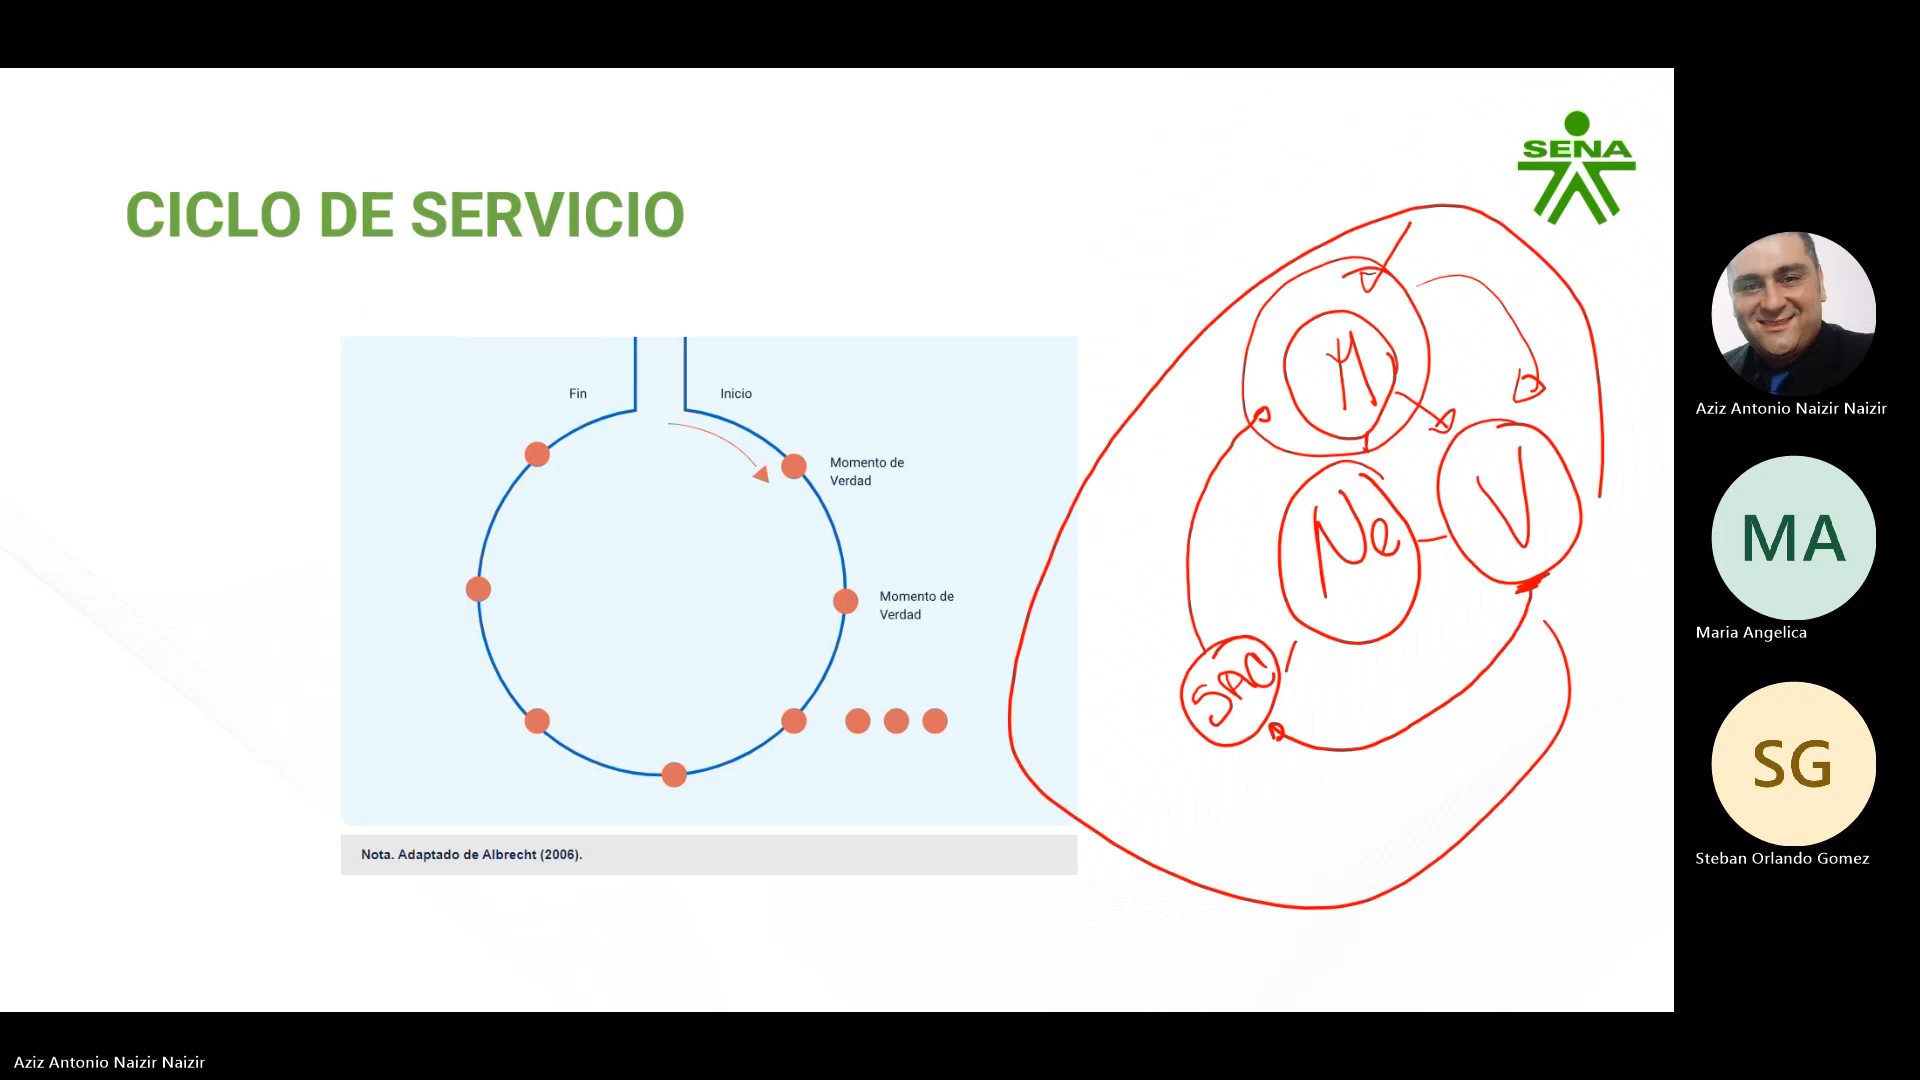 SENA
CICLO DE SERVICIO
Fin
Inicio
Momento de
Verdad
Momento de
Verdad
M
Ne
V
SAC
Nota. Adaptado de Albrecht (2006).
Aziz Antonio Naizir Naizir
MA
Maria Angelica
SG
Steban Orlando Gomez
Aziz Antonio Naizir Naizir